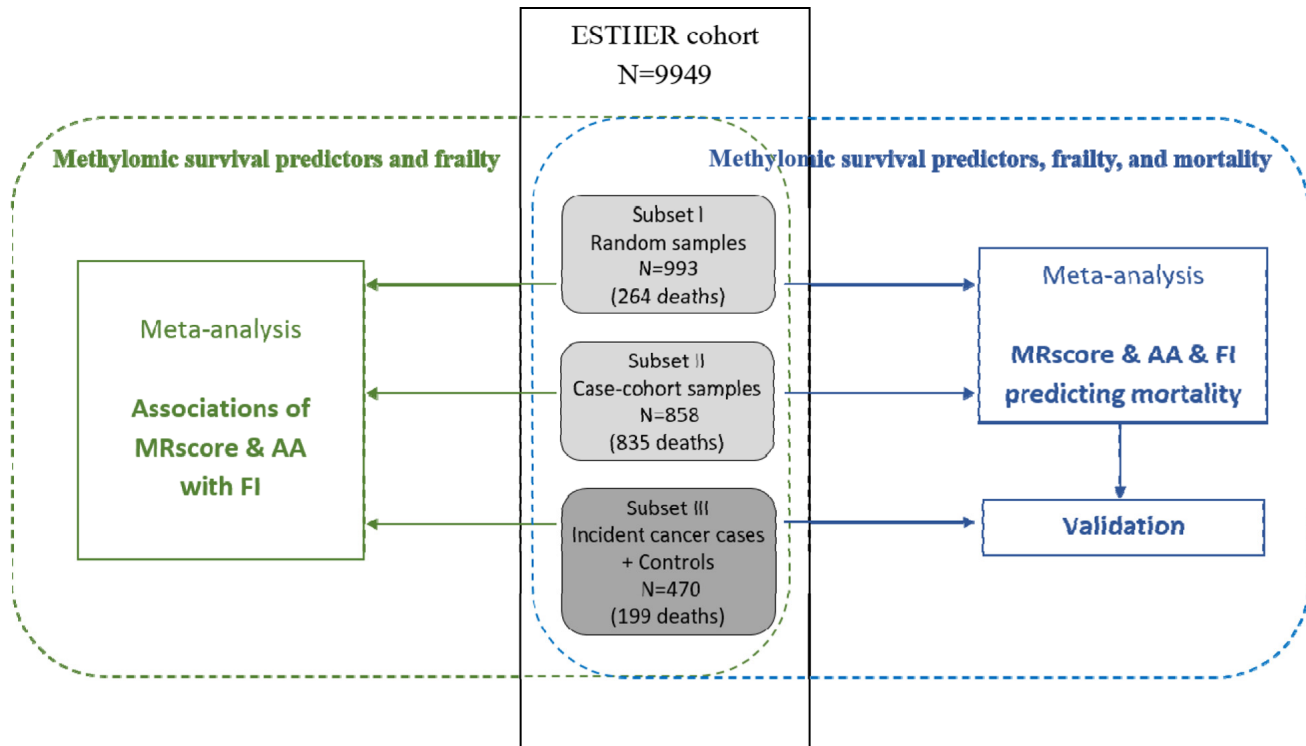 ESTHER cohort
N=9949
Methylomic survival predictors and frailty
Methylomic survival predictors, frailty, and mortality
Subset I
Random samples
N=993
(264 deaths)
Subset II
Case-cohort samples
N=858
(835 deaths)
Subset III
Incident cancer cases
+ Controls
N=470
(199 deaths)
Meta-analysis
Associations of
MRscore & AA
with FI
Meta-analysis
MRscore & AA & FI
predicting mortality
Validation